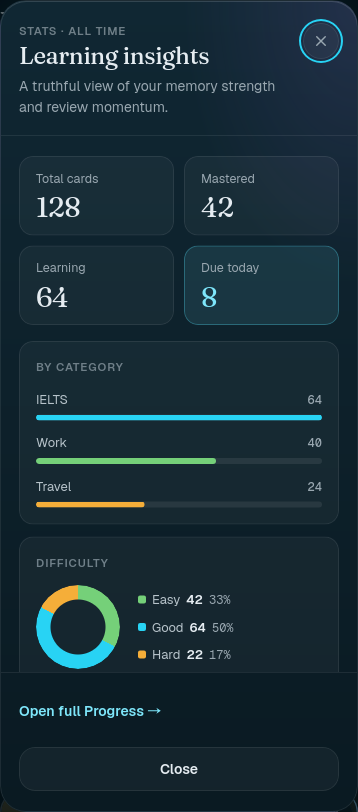 STATS · ALL TIME
Learning insights
A truthful view of your memory strength
and review momentum.
Total cards
128
Mastered
42
Learning
64
Due today
8
BY CATEGORY
IELTS 64
Work 40
Travel 24
DIFFICULTY
Easy 42 33%
Good 64 50%
Hard 22 17%
Open full Progress →
Close